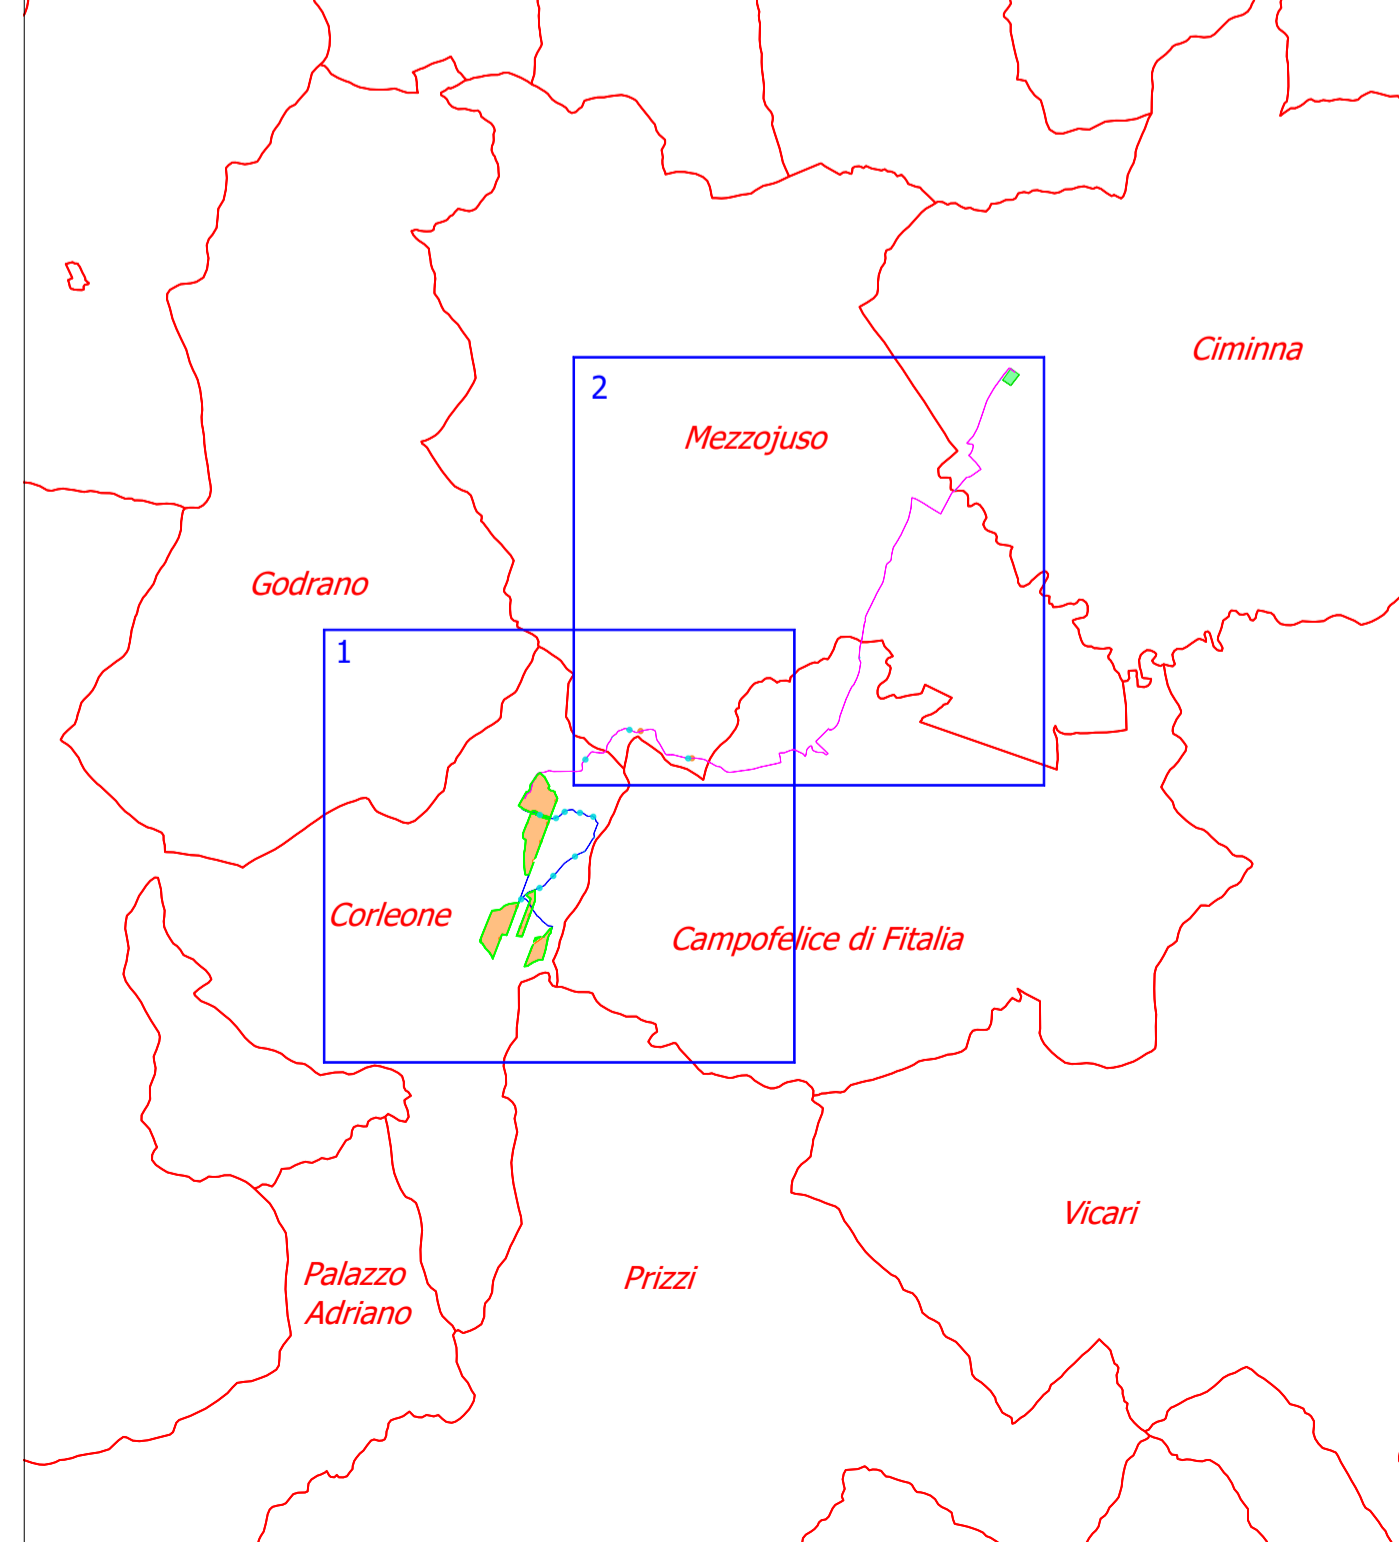 Ciminna
2
Mezzojuso
Godrano
1
Corleone
Campofelice di Fitalia
Vicari
Palazzo
Adriano
Prizzi